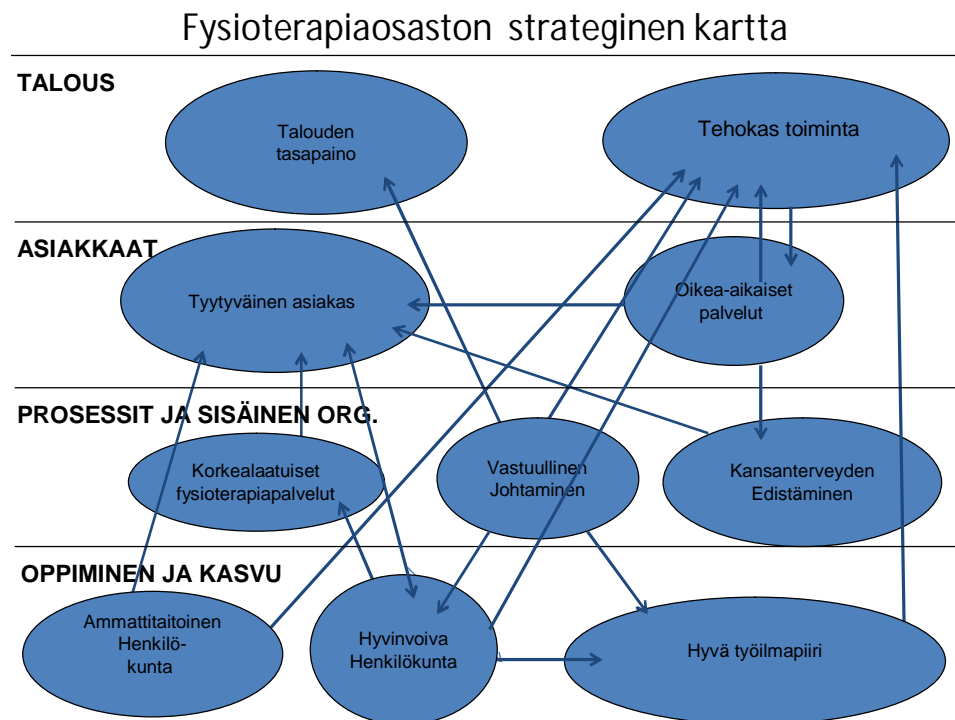 Fysioterapiaosaston strateginen kartta
TALOUS
Talouden
tasapaino
Tehokas toiminta
ASIAKKAAT
Tyytyväinen asiakas
Oikea-aikaiset
palvelut
PROSESSIT JA SISÄINEN ORG.
Korkealaatuiset
fysioterapiapalvelut
Vastuullinen
Johtaminen
Kansanterveyden
Edistäminen
OPPIMINEN JA KASVU
Ammattitaitoinen
Henkilö-
kunta
Hyvinvoiva
Henkilökunta
Hyvä työilmapiiri